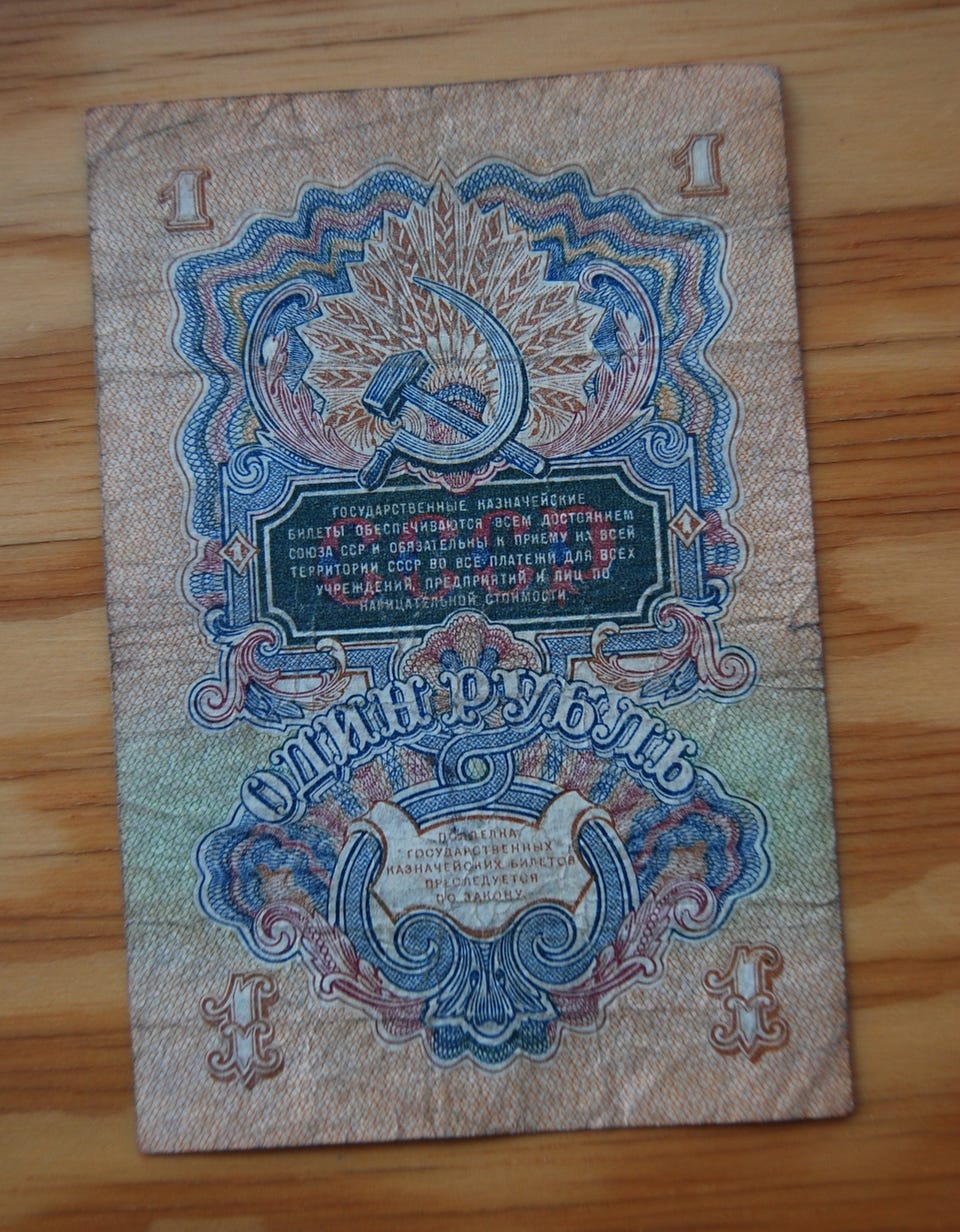 1 1
ГОСУДАРСТВЕННЫЕ КАЗНАЧЕЙСКИЕ
БИЛЕТЫ ОБЕСПЕЧИВАЮТСЯ ВСЕМ ДОСТОЯНИЕМ
СОЮЗА ССР И ОБЯЗАТЕЛЬНЫ К ПРИЕМУ НА ВСЕЙ
ТЕРРИТОРИИ СССР ВО ВСЕ ПЛАТЕЖИ ДЛЯ ВСЕХ
УЧРЕЖДЕНИЙ, ПРЕДПРИЯТИЙ И ЛИЦ ПО
НАРИЦАТЕЛЬНОЙ СТОИМОСТИ.
СССР
1 1
ОДИН РУБЛЬ
ПОДДЕЛКА
ГОСУДАРСТВЕННЫХ
КАЗНАЧЕЙСКИХ БИЛЕТОВ
ПРЕСЛЕДУЕТСЯ
ПО ЗАКОНУ.
1 1